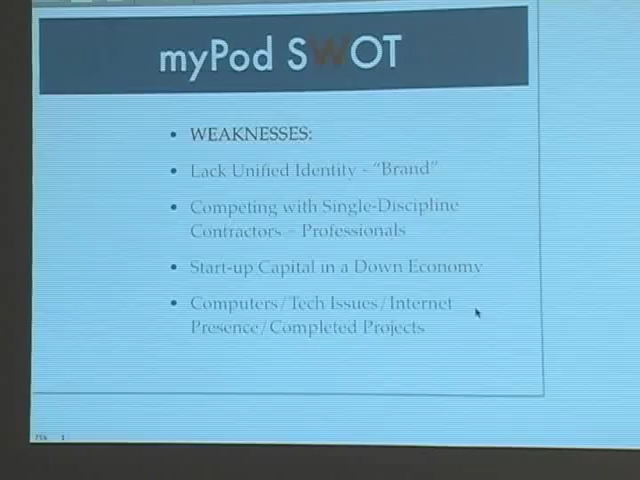 myPod SWOT
• WEAKNESSES:
• Lack Unified Identity - "Brand"
• Competing with Single-Discipline
Contractors – Professionals
• Start-up Capital in a Down Economy
• Computers/Tech Issues/Internet
Presence/Completed Projects